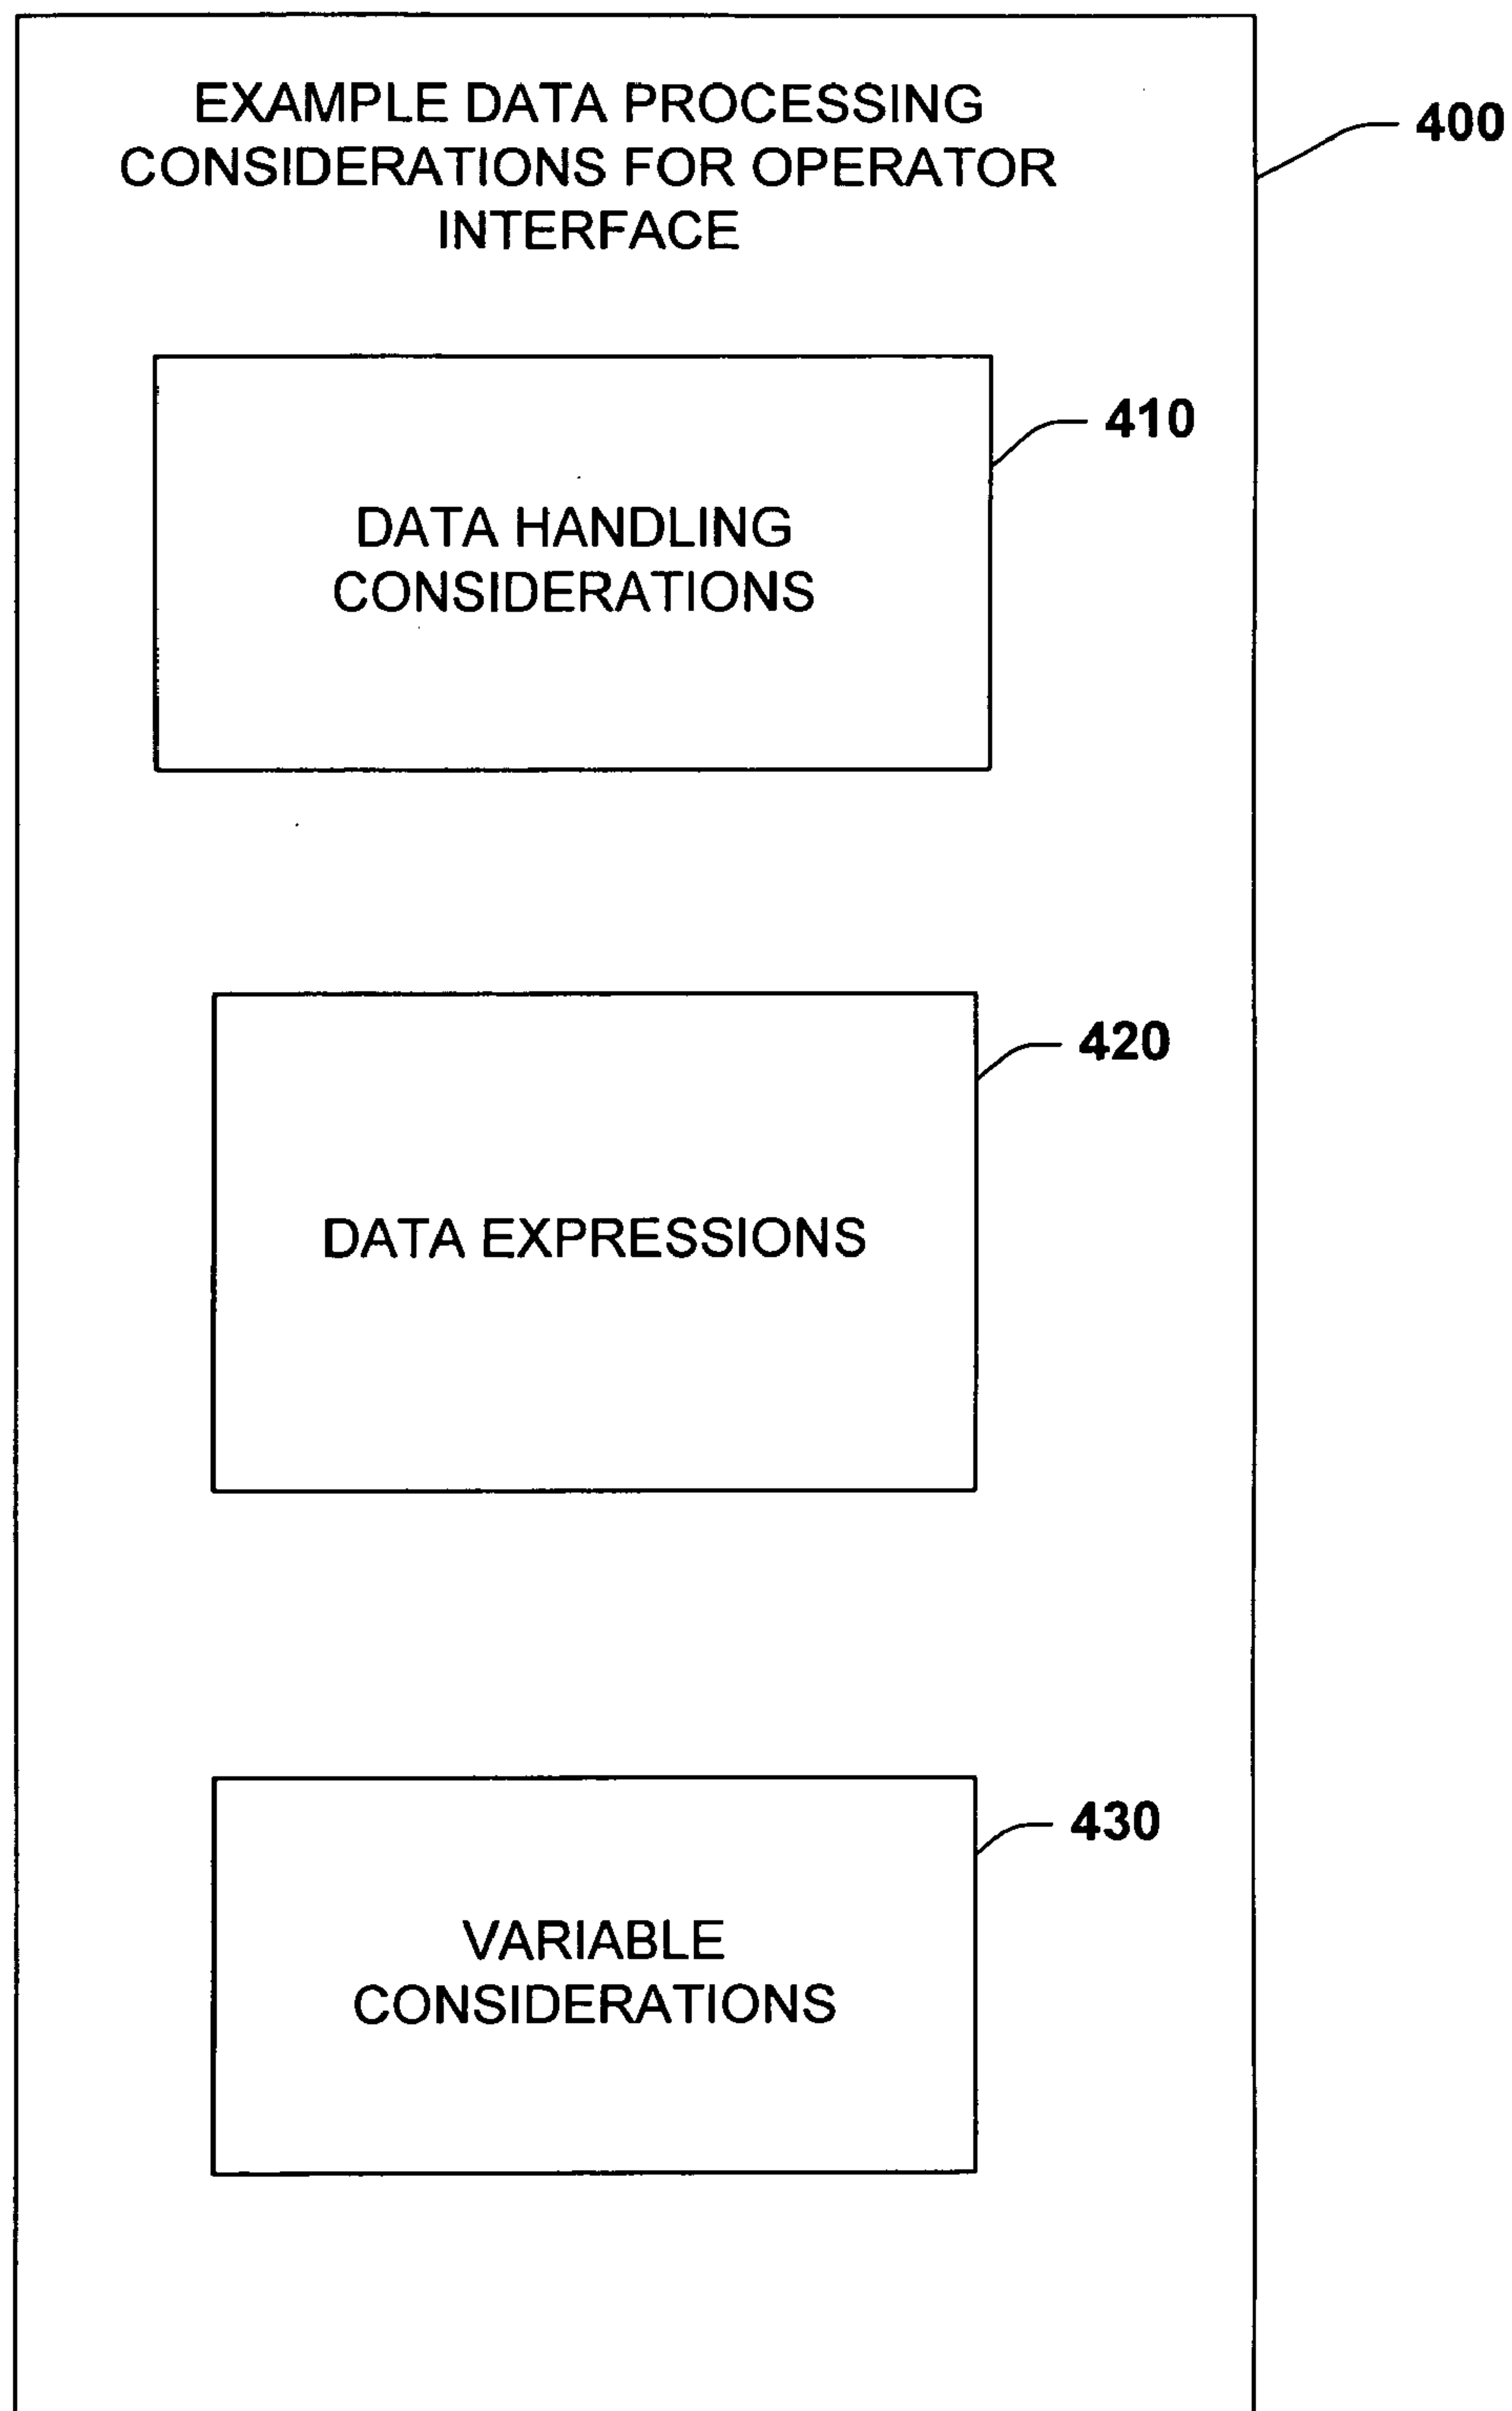 EXAMPLE DATA PROCESSING
CONSIDERATIONS FOR OPERATOR
INTERFACE
400
410
DATA HANDLING
CONSIDERATIONS
420
DATA EXPRESSIONS
430
VARIABLE
CONSIDERATIONS